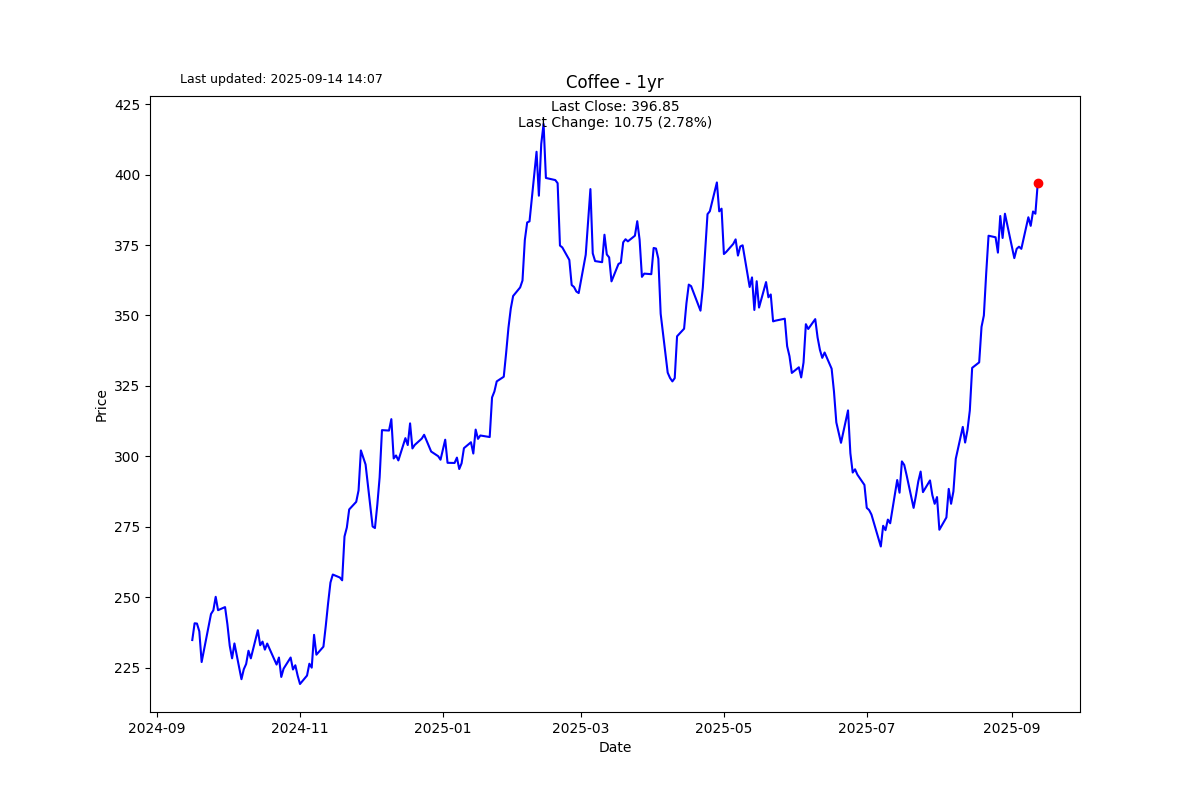 Last updated: 2025-09-14 14:07
Coffee - 1yr
Last Close: 396.85
Last Change: 10.75 (2.78%)
425
400
375
350
325
300
275
250
225
Price
2024-09
2024-11
2025-01
2025-03
2025-05
2025-07
2025-09
Date